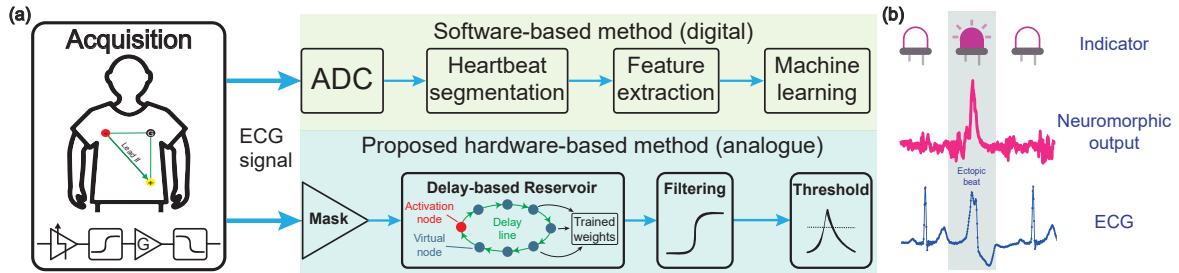 (a)
Acquisition
+
G
Lead II
+
G
ECG
signal
Software-based method (digital)
ADC
Heartbeat
segmentation
Feature
extraction
Machine
learning
Proposed hardware-based method (analogue)
Mask
Delay-based Reservoir
Activation
node
Delay
line
Virtual
node
Trained
weights
Filtering
Threshold
(b)
Indicator
Neuromorphic
output
Ectopic
beat
ECG